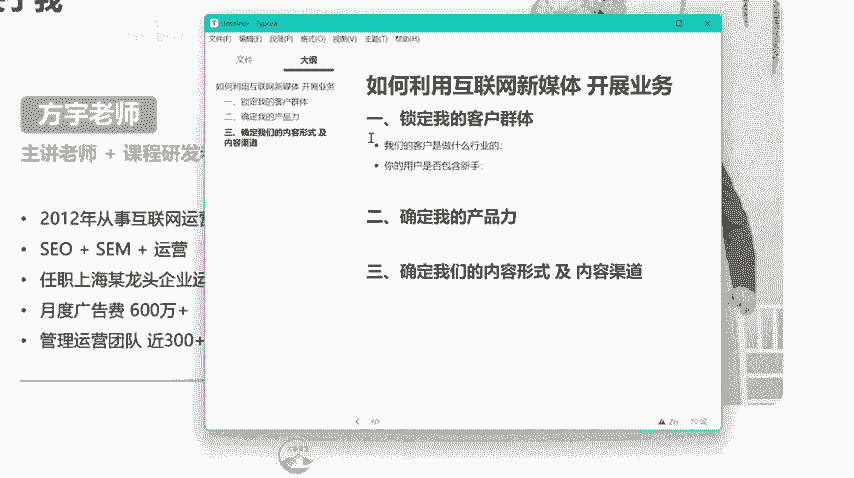 方宇老师
主讲老师 + 课程研发
• 2012年从事互联网运营
• SEO + SEM + 运营
• 任职上海某龙头企业运
• 月度广告费 600万+
• 管理运营团队 近300+
文件(F) 编辑(E) 段落(P) 格式(O) 视图(V) 主题(T) 帮助(H)
文件 大纲
如何利用互联网新媒体 开展业务
一、锁定我的客户群体
二、确定我的产品力
三、确定我们的内容形式 及
内容渠道
如何利用互联网新媒体 开展业务
一、锁定我的客户群体
• 我们的客户是做什么行业的：
• 你的用户是否包含新手：
二、确定我的产品力
三、确定我们的内容形式 及 内容渠道